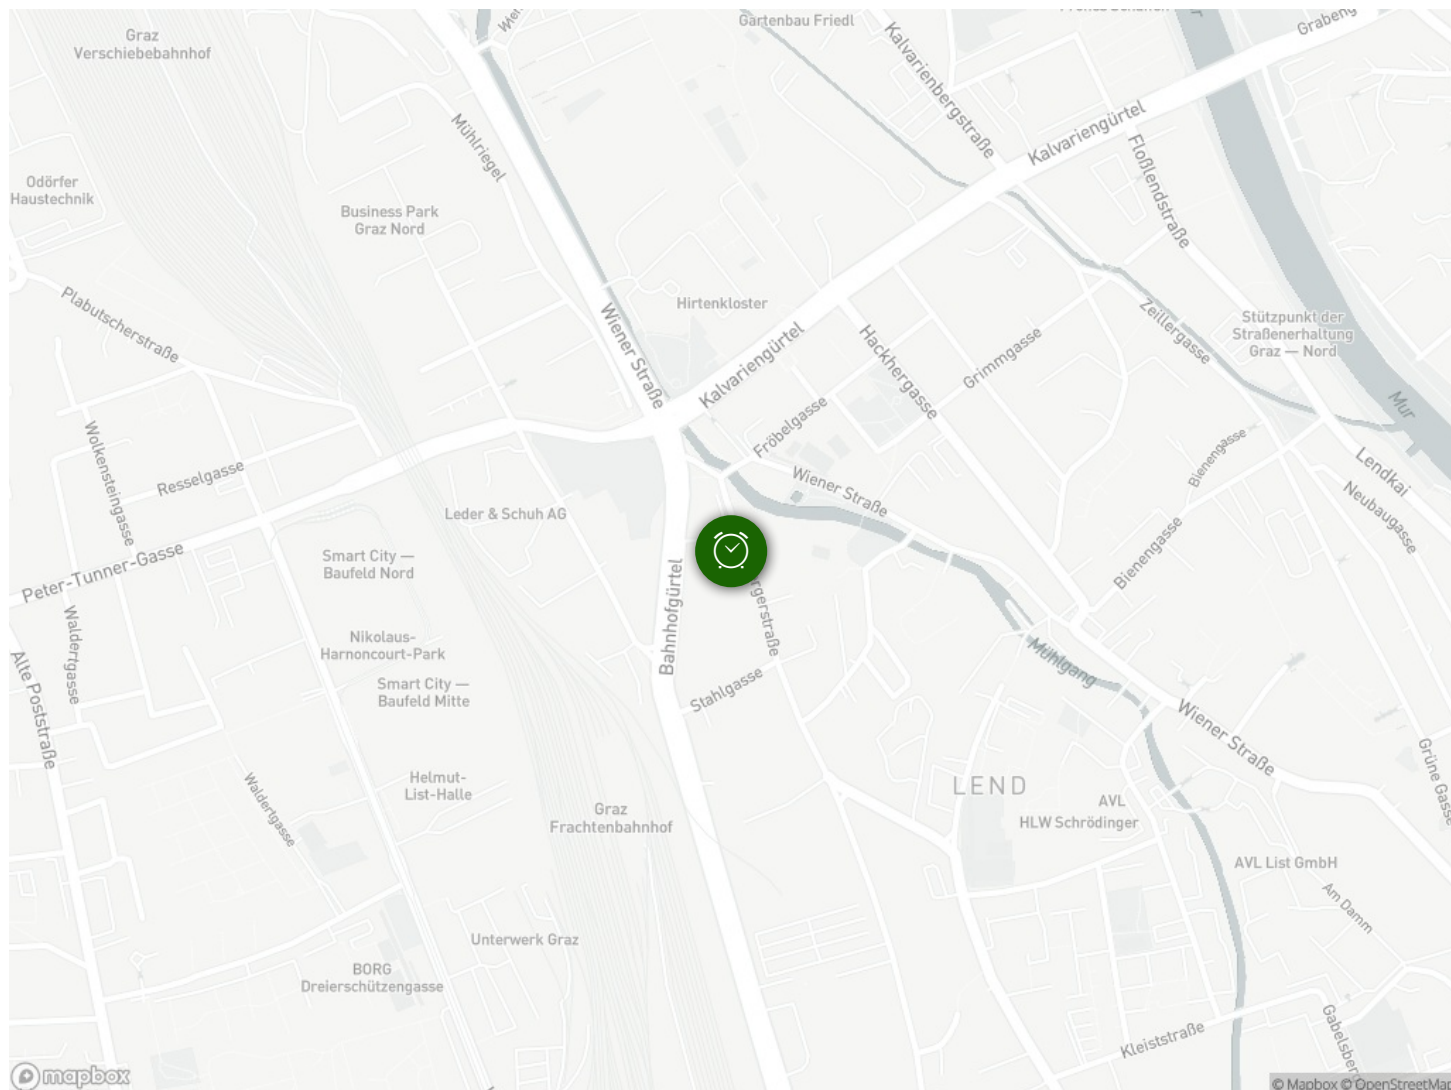 Gartenbau Friedl
Graz
Verschiebebahnhof
Grabeng
Kalvarienbergstraße
Kalvariengürtel
Mühlriegel
Floßlendstraße
Odörfer
Haustechnik
Business Park
Graz Nord
Plabutscherstraße
Hirtenkloster
Wiener Straße
Kalvariengürtel
Hackhergasse
Grimmgasse
Zeillergasse
Stützpunkt der
Straßenerhaltung
Graz — Nord
Mur
Fröbelgasse
Wolkensteingasse
Resselgasse
Wiener Straße
Bienengasse
Lendkai
Neubaugasse
Leder & Schuh AG
Peter-Tunner-Gasse
Smart City —
Baufeld Nord
Bienengasse
Bahnhofgürtel
rgerstraße
Waldertgasse
Nikolaus-
Harnoncourt-Park
Mühlgang
Alte Poststraße
Smart City —
Baufeld Mitte
Stahlgasse
Wiener Straße
Grüne Gasse
Waldertgasse
Helmut-
List-Halle
LEND
Graz
Frachtenbahnhof
AVL
HLW Schrödinger
AVL List GmbH
Am Damm
Unterwerk Graz
BORG
Dreierschützengasse
Kleiststraße
Gabelsberg
mapbox
© Mapbox © OpenStreetMap